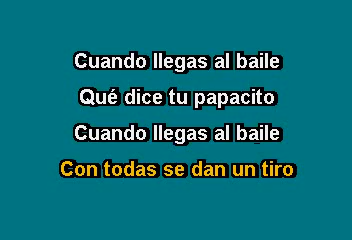 Cuando llegas al baile
Qué dice tu papacito
Cuando llegas al baile
Con todas se dan un tiro